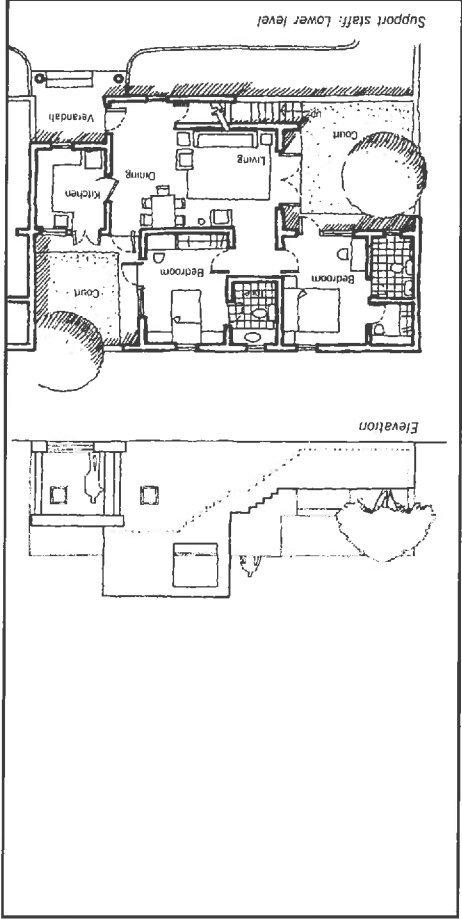 Elevation
Court
Bedroom
Bedroom
Kitchen
Dining
Living
Court
Verandah
up
Support staff: Lower level